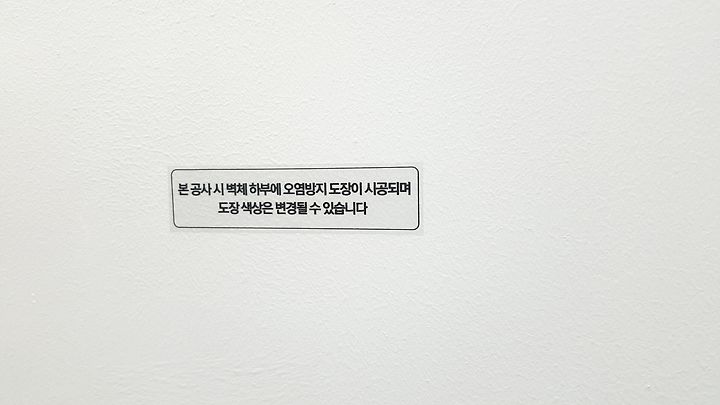 본 공사 시 벽체 하부에 오염방지 도장이 시공되며
도장 색상은 변경될 수 있습니다